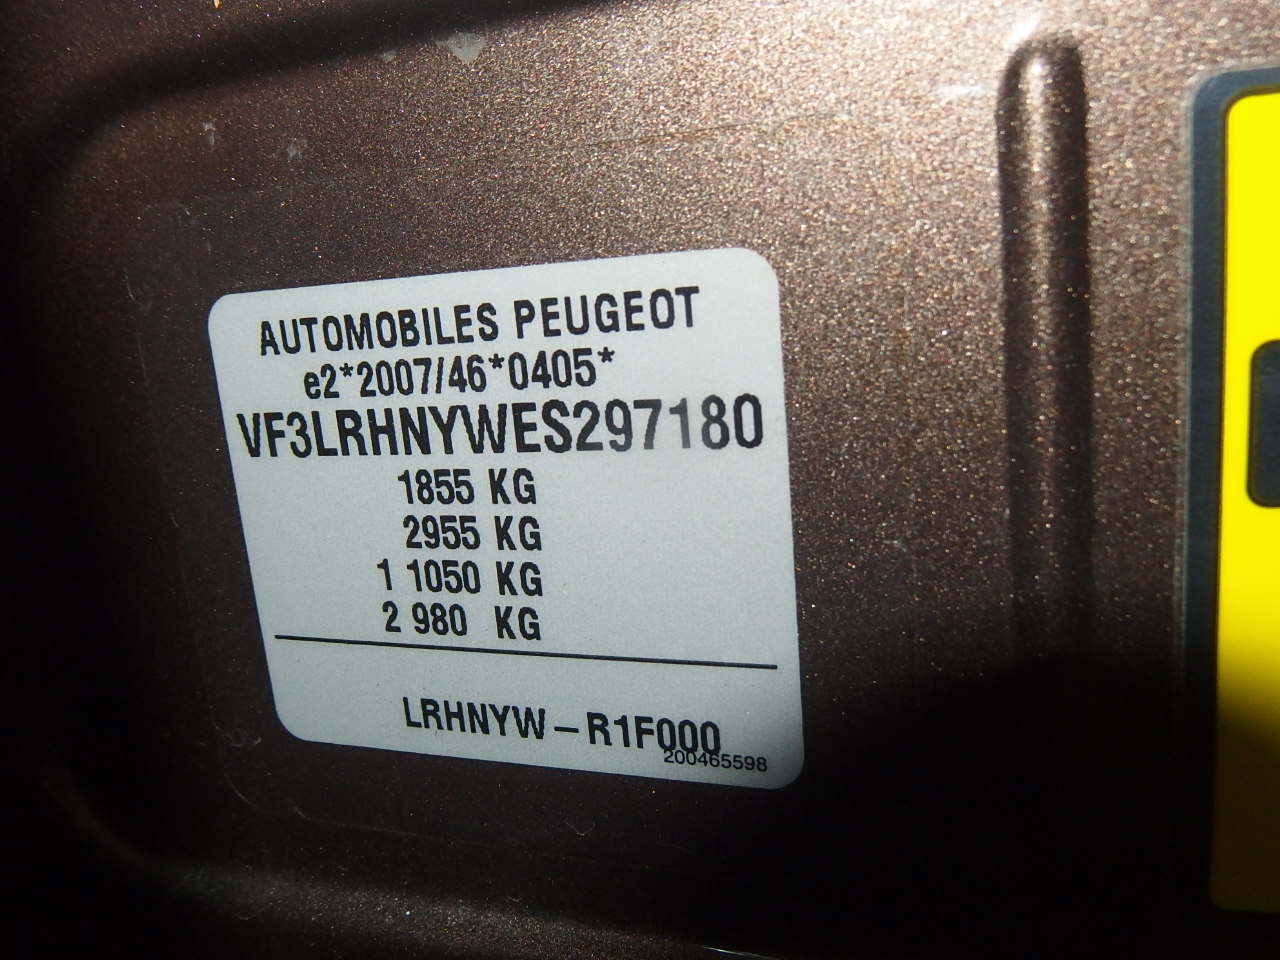 AUTOMOBILES PEUGEOT
e2*2007/46*0405*
VF3LRHNYWES297180
1855 KG
2955 KG
1 1050 KG
2 980 KG
LRHNYW – R1F000
200465598